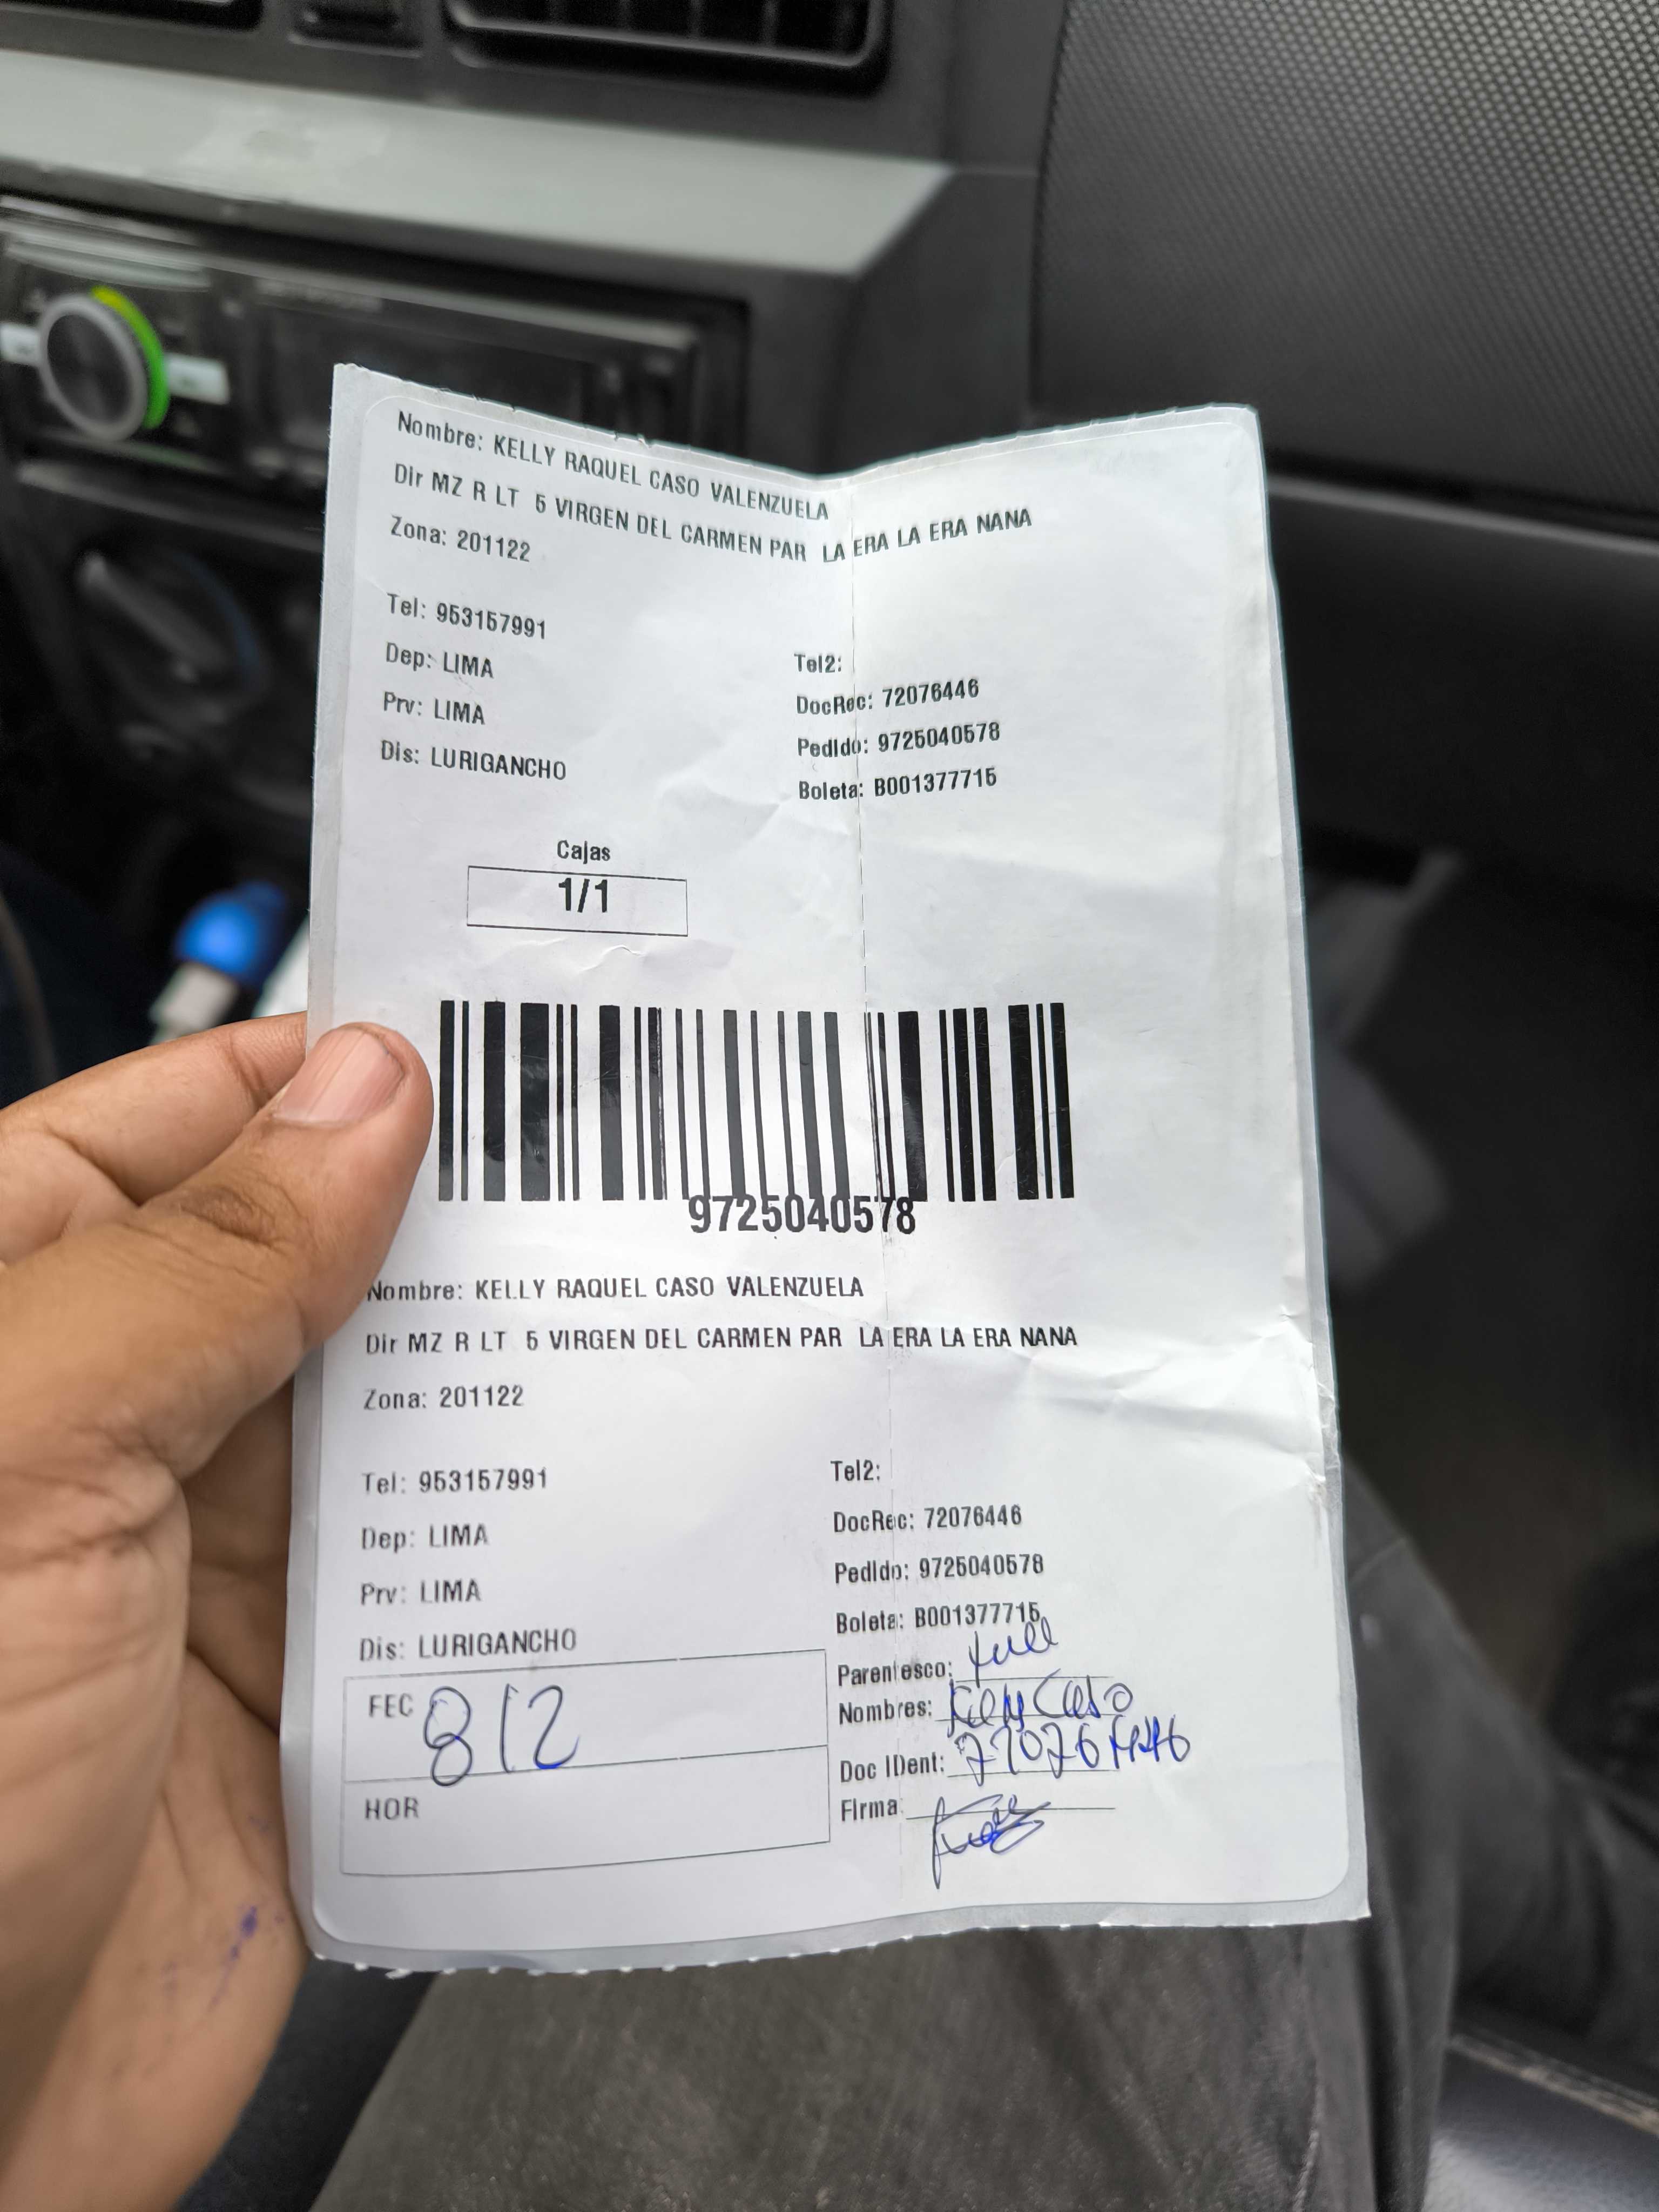 Nombre: KELLY RAQUEL CASO VALENZUELA
Dir MZ R LT 5 VIRGEN DEL CARMEN PAR LA ERA LA ERA NANA
Zona: 201122
Tel: 953157991
Tel2:
Dep: LIMA
DocRec: 72076446
Prv: LIMA
Pedido: 9725040578
Dis: LURIGANCHO
Boleta: B001377715
Cajas
1/1
9725040578
Nombre: KELLY RAQUEL CASO VALENZUELA
Dir MZ R LT 5 VIRGEN DEL CARMEN PAR LA ERA LA ERA NANA
Zona: 201122
Tel: 953157991
Tel2:
Dep: LIMA
DocRec: 72076446
Prv: LIMA
Pedido: 9725040578
Dis: LURIGANCHO
Boleta: B001377715
Parentesco:
FEC 8/2
Nombres: Kelly Caso
Doc IDent:
HOR
Firma: